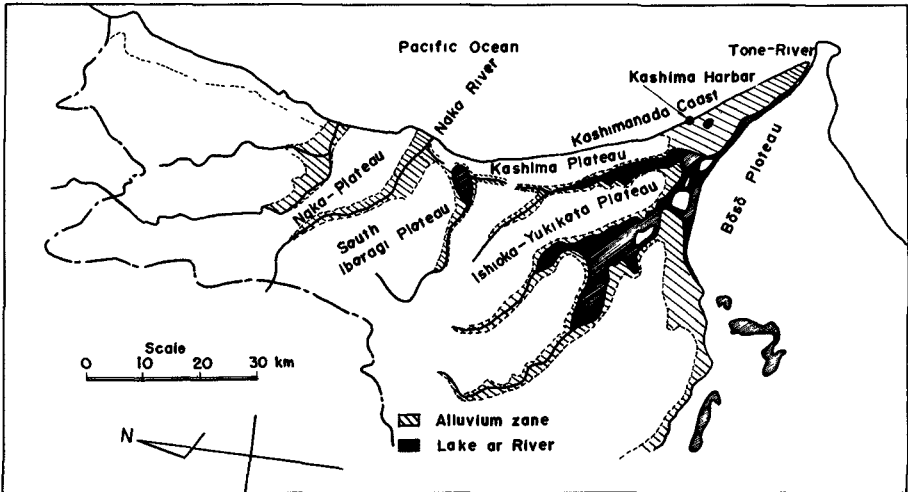 Pacific Ocean
Tone-River
Kashima Harbar
Naka River
Kashimanada Caast
Kashima Plateau
Naka-Plateau
South
Ibaragi Plateau
Ishioka-Yukikata Plateau
Bōsō Plateau
Scale
0 10 20 30 km
N
Alluvium zane
Lake ar River